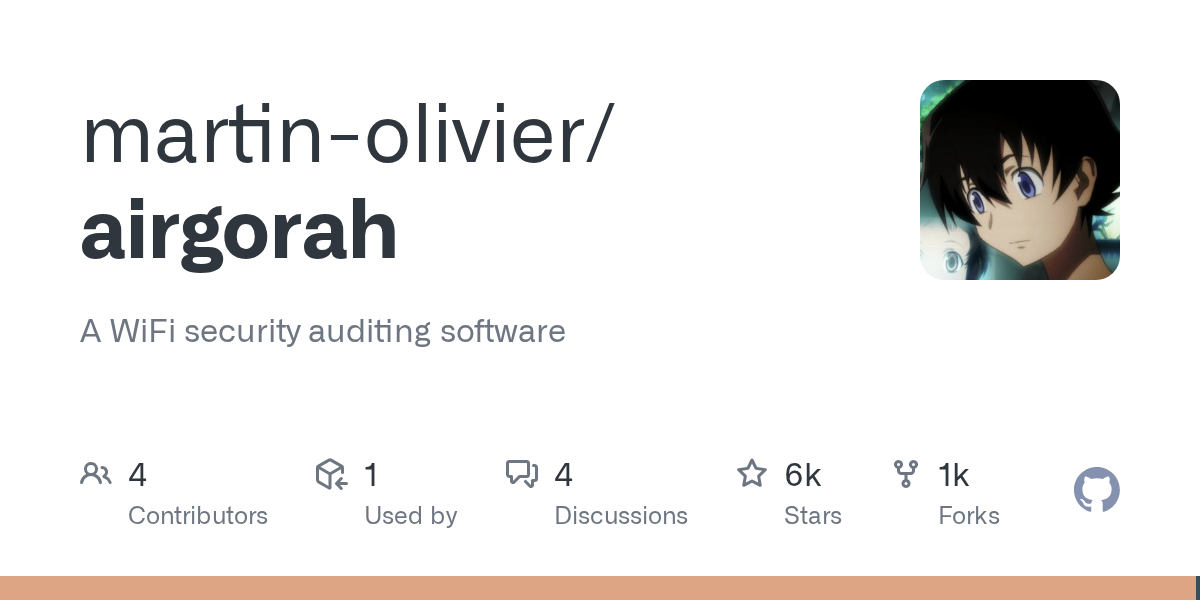 martin-olivier/
airgorah
A WiFi security auditing software
4 1 4 6k 1k
Contributors Used by Discussions Stars Forks